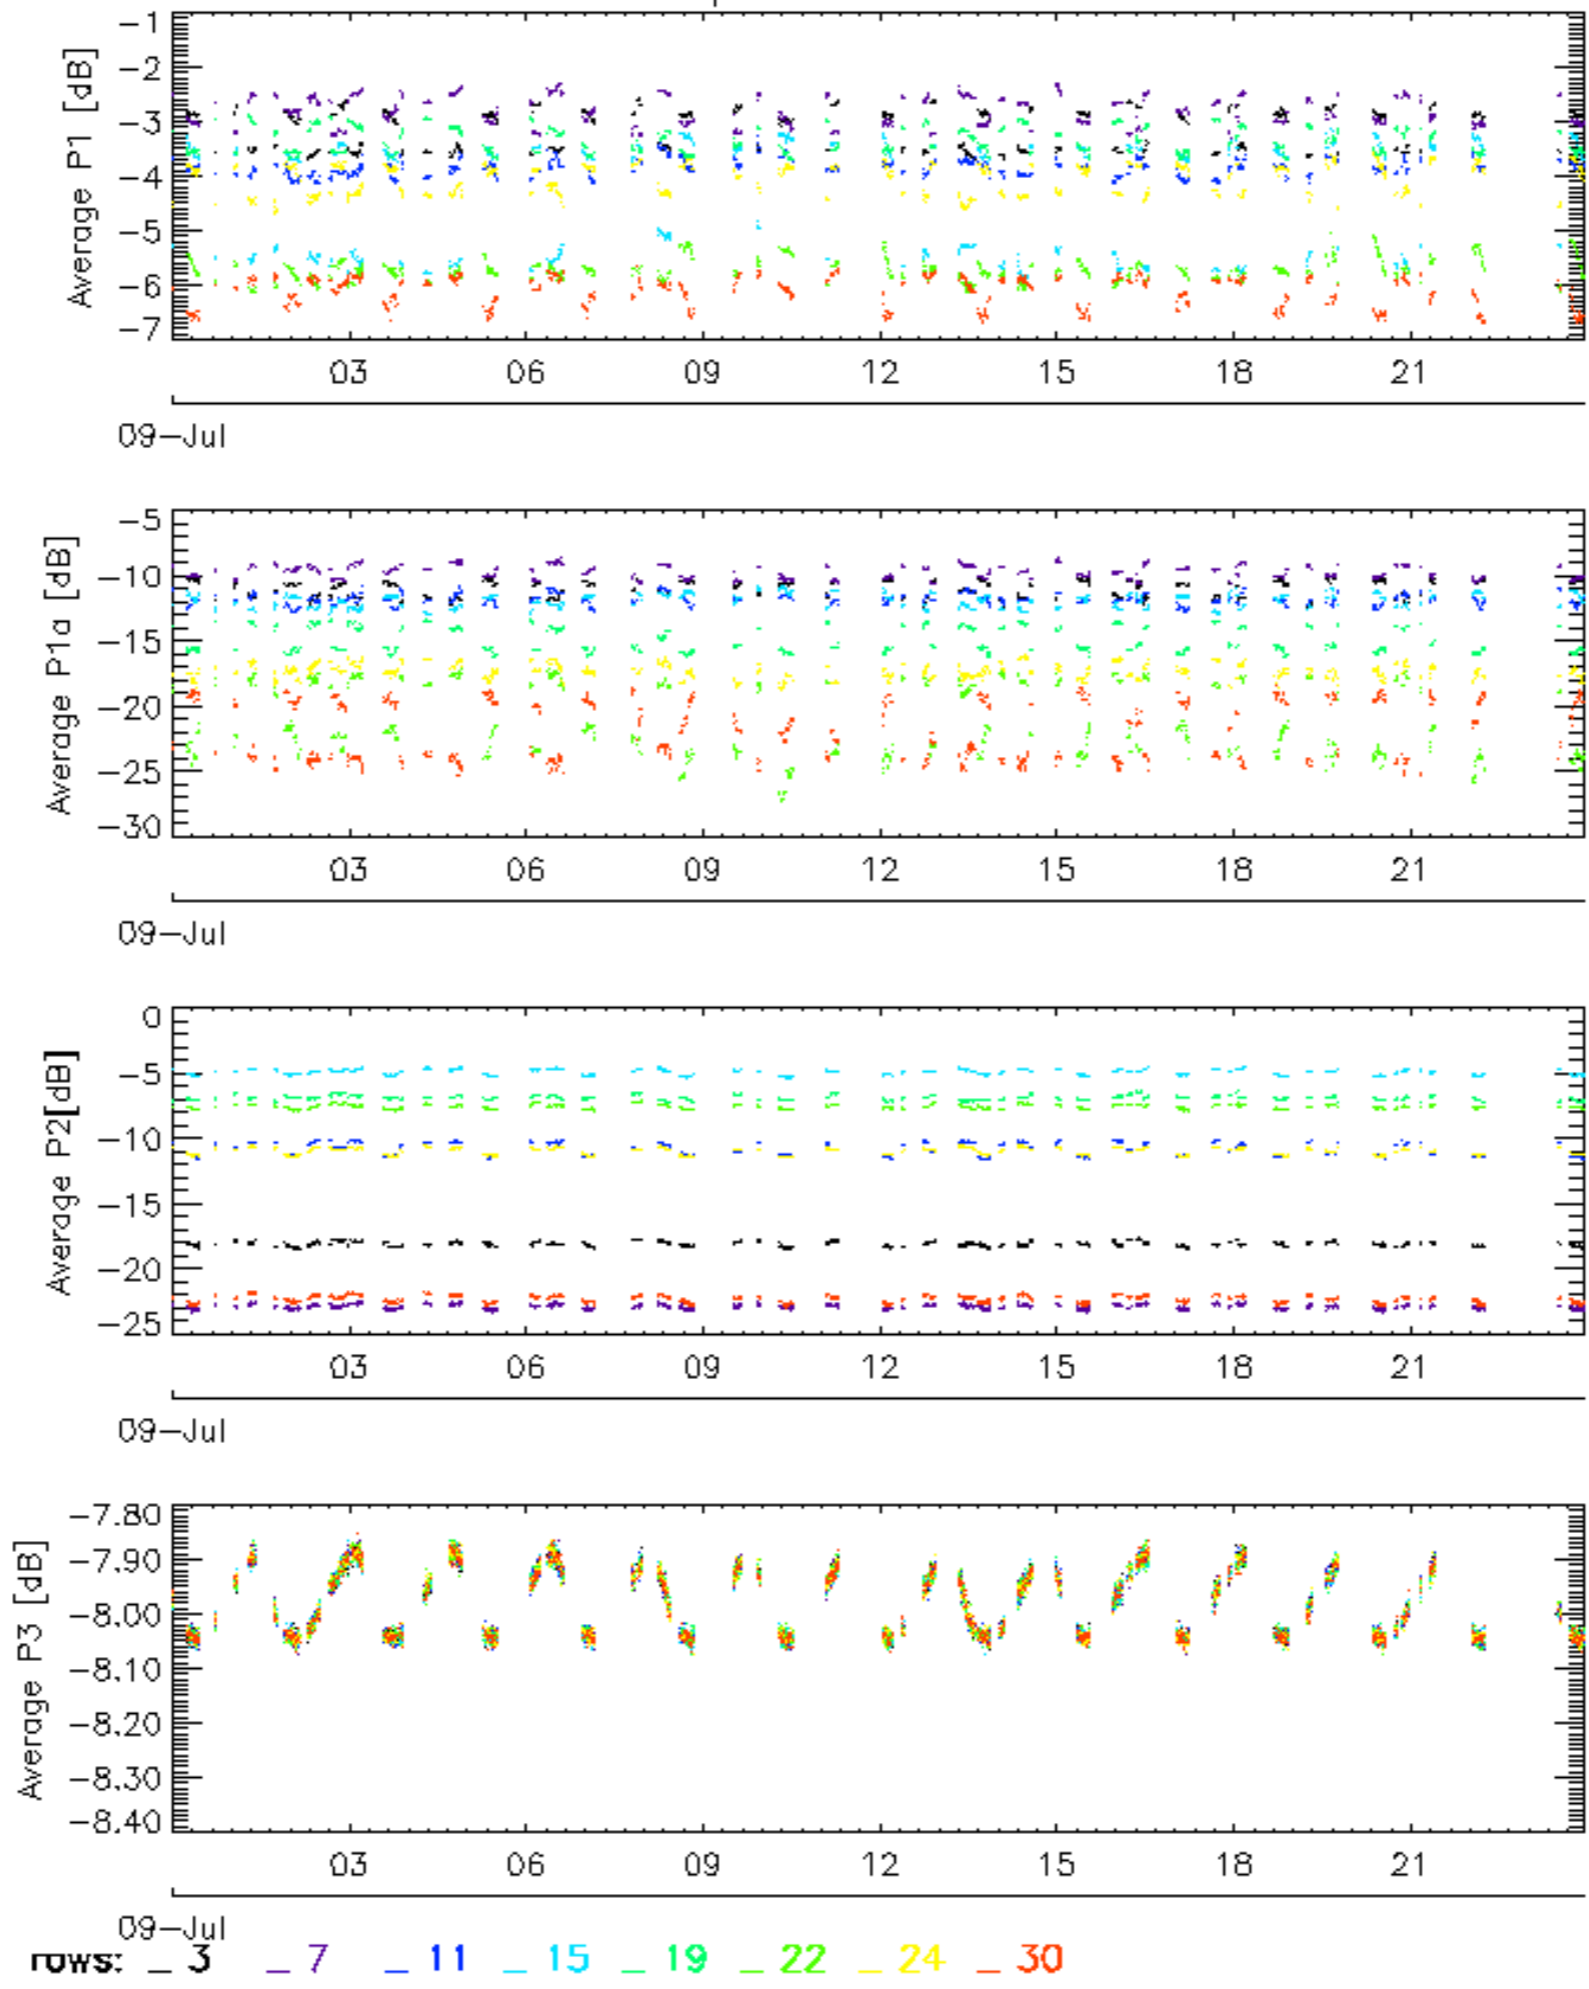 Average P1 [dB]
-1
-2
-3
-4
-5
-6
-7
03 06 09 12 15 18 21
09-Jul
Average P1a [dB]
-5
-10
-15
-20
-25
-30
03 06 09 12 15 18 21
09-Jul
Average P2[dB]
0
-5
-10
-15
-20
-25
03 06 09 12 15 18 21
09-Jul
Average P3 [dB]
-7.80
-7.90
-8.00
-8.10
-8.20
-8.30
-8.40
03 06 09 12 15 18 21
09-Jul
rows: _ 3 _ 7 _ 11 _ 15 _ 19 _ 22 _ 24 _ 30